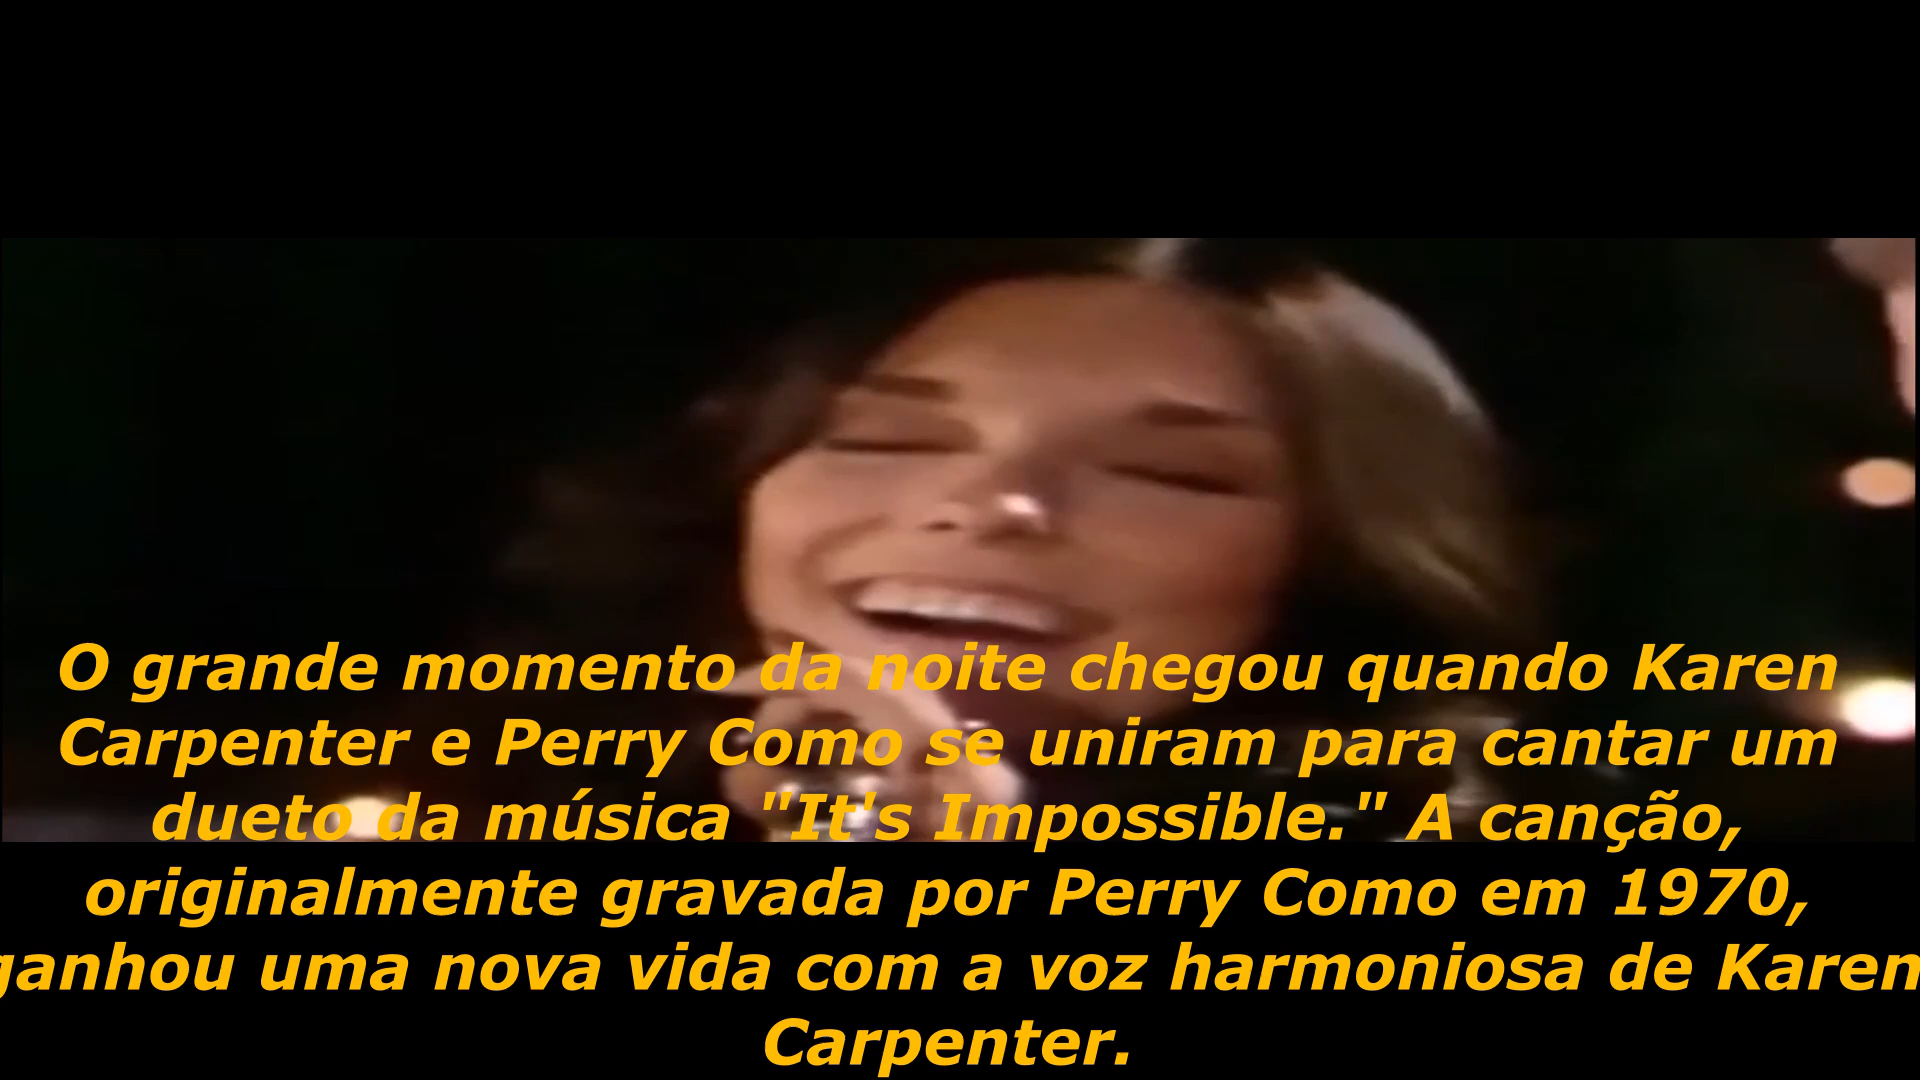 O grande momento da noite chegou quando Karen
Carpenter e Perry Como se uniram para cantar um
dueto da música "It's Impossible." A canção,
originalmente gravada por Perry Como em 1970,
ganhou uma nova vida com a voz harmoniosa de Karen
Carpenter.